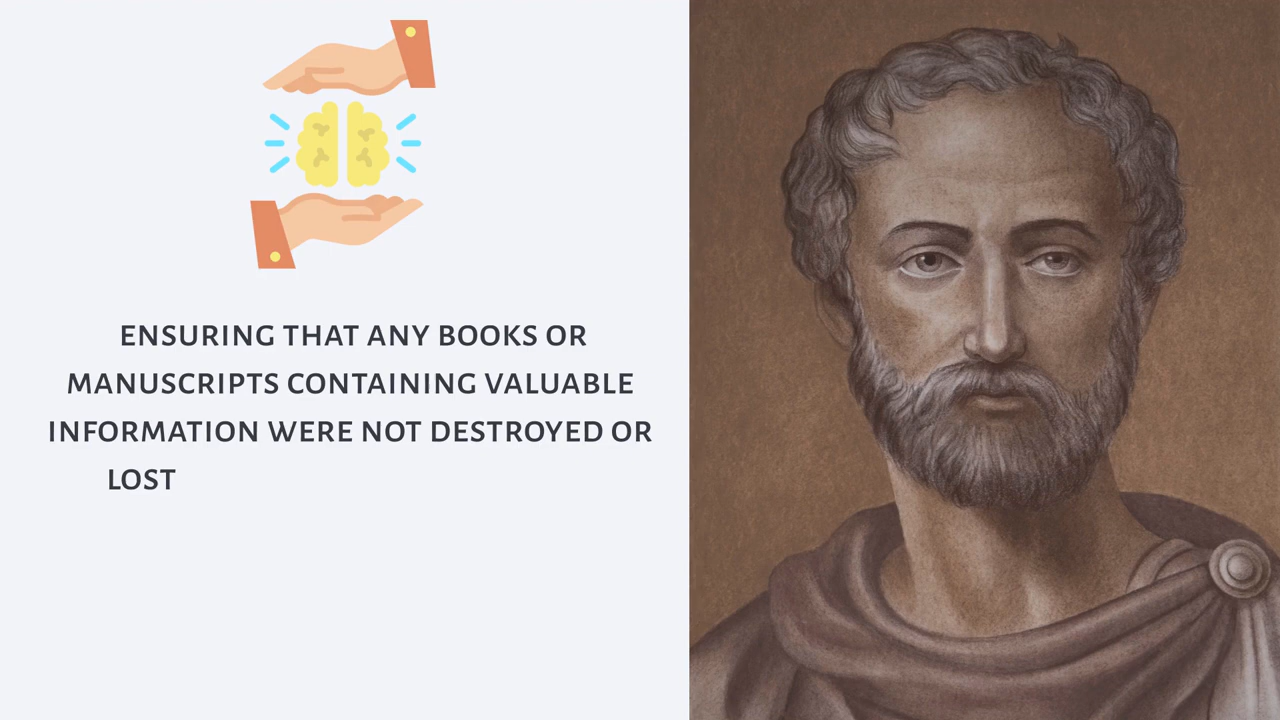 ENSURING THAT ANY BOOKS OR
MANUSCRIPTS CONTAINING VALUABLE
INFORMATION WERE NOT DESTROYED OR
LOST